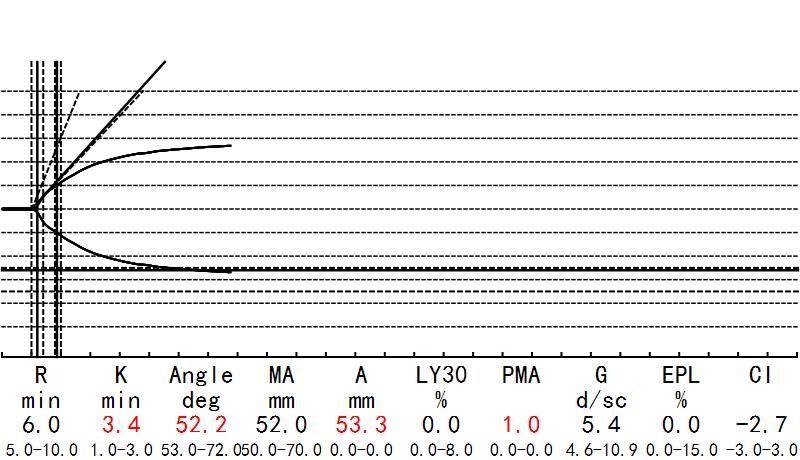 R K Angle MA A LY30 PMA G EPL CI
min min deg mm mm % d/sc %
6.0 3.4 52.2 52.0 53.3 0.0 1.0 5.4 0.0 -2.7
5.0-10.0 1.0-3.0 53.0-72.0 50.0-70.0 0.0-0.0 0.0-8.0 0.0-0.0 4.6-10.9 0.0-15.0 -3.0-3.0